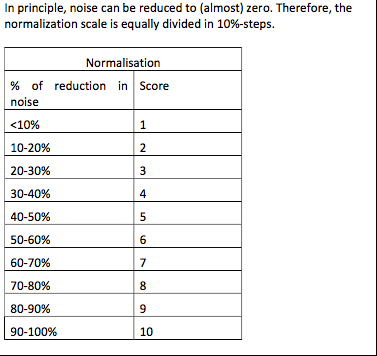 In principle, noise can be reduced to (almost) zero. Therefore, the
normalization scale is equally divided in 10%-steps.
Normalisation
% of reduction in noise Score
<10% 1
10-20% 2
20-30% 3
30-40% 4
40-50% 5
50-60% 6
60-70% 7
70-80% 8
80-90% 9
90-100% 10